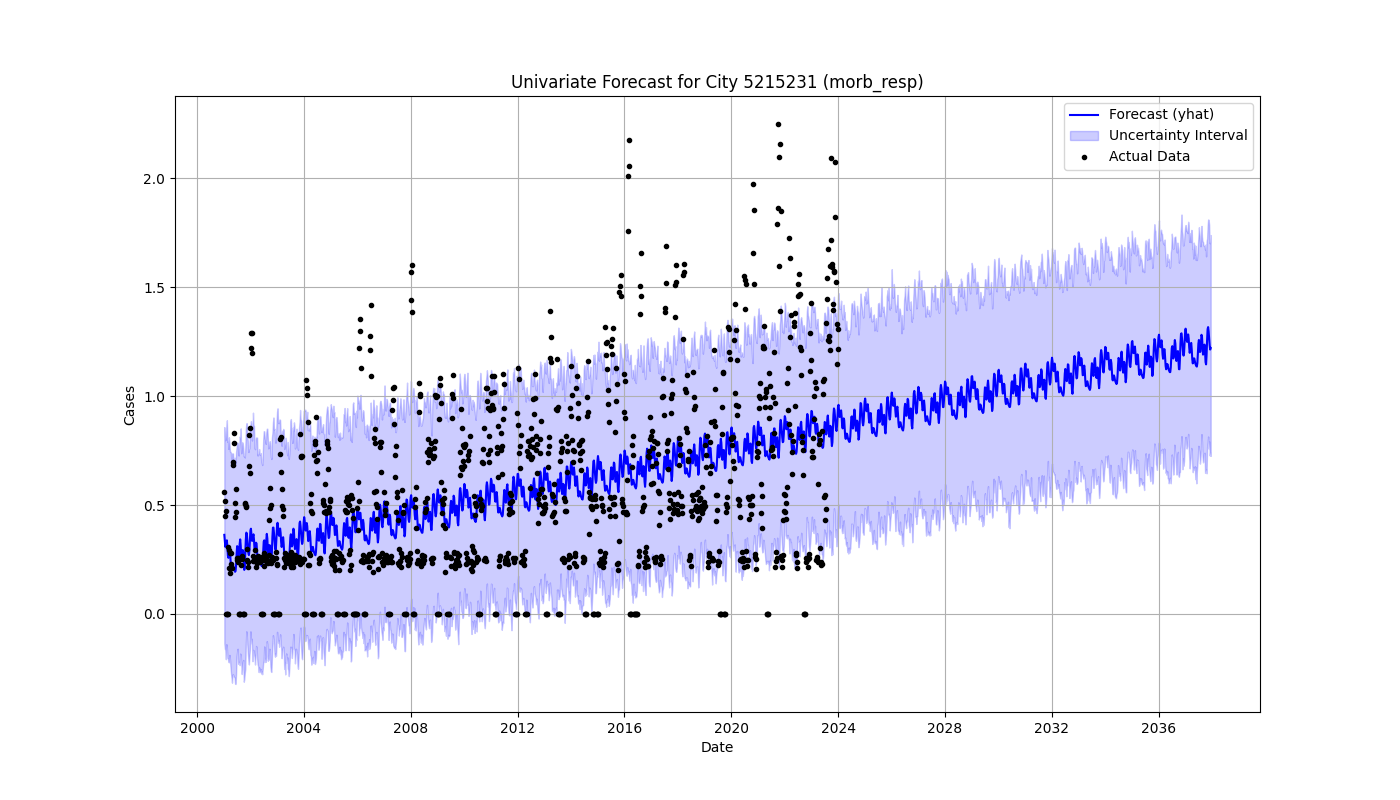 Univariate Forecast for City 5215231 (morb_resp)
Forecast (yhat)
Uncertainty Interval
Actual Data
Cases
2.0
1.5
1.0
0.5
0.0
2000 2004 2008 2012 2016 2020 2024 2028 2032 2036
Date